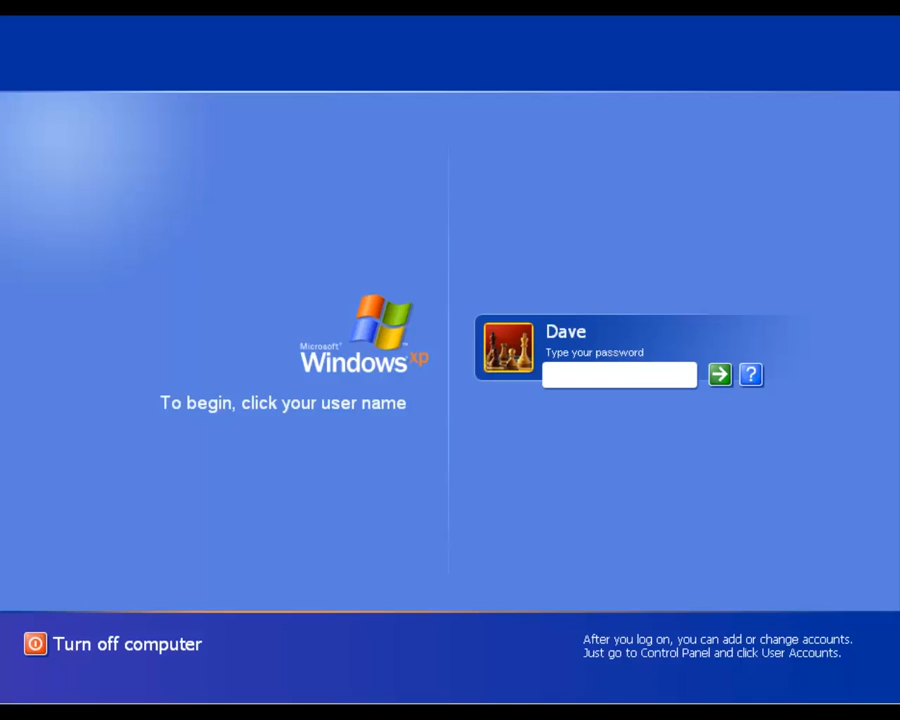 Microsoft®
Windows xp
To begin, click your user name
Dave
Type your password
?
Turn off computer
After you log on, you can add or change accounts.
Just go to Control Panel and click User Accounts.